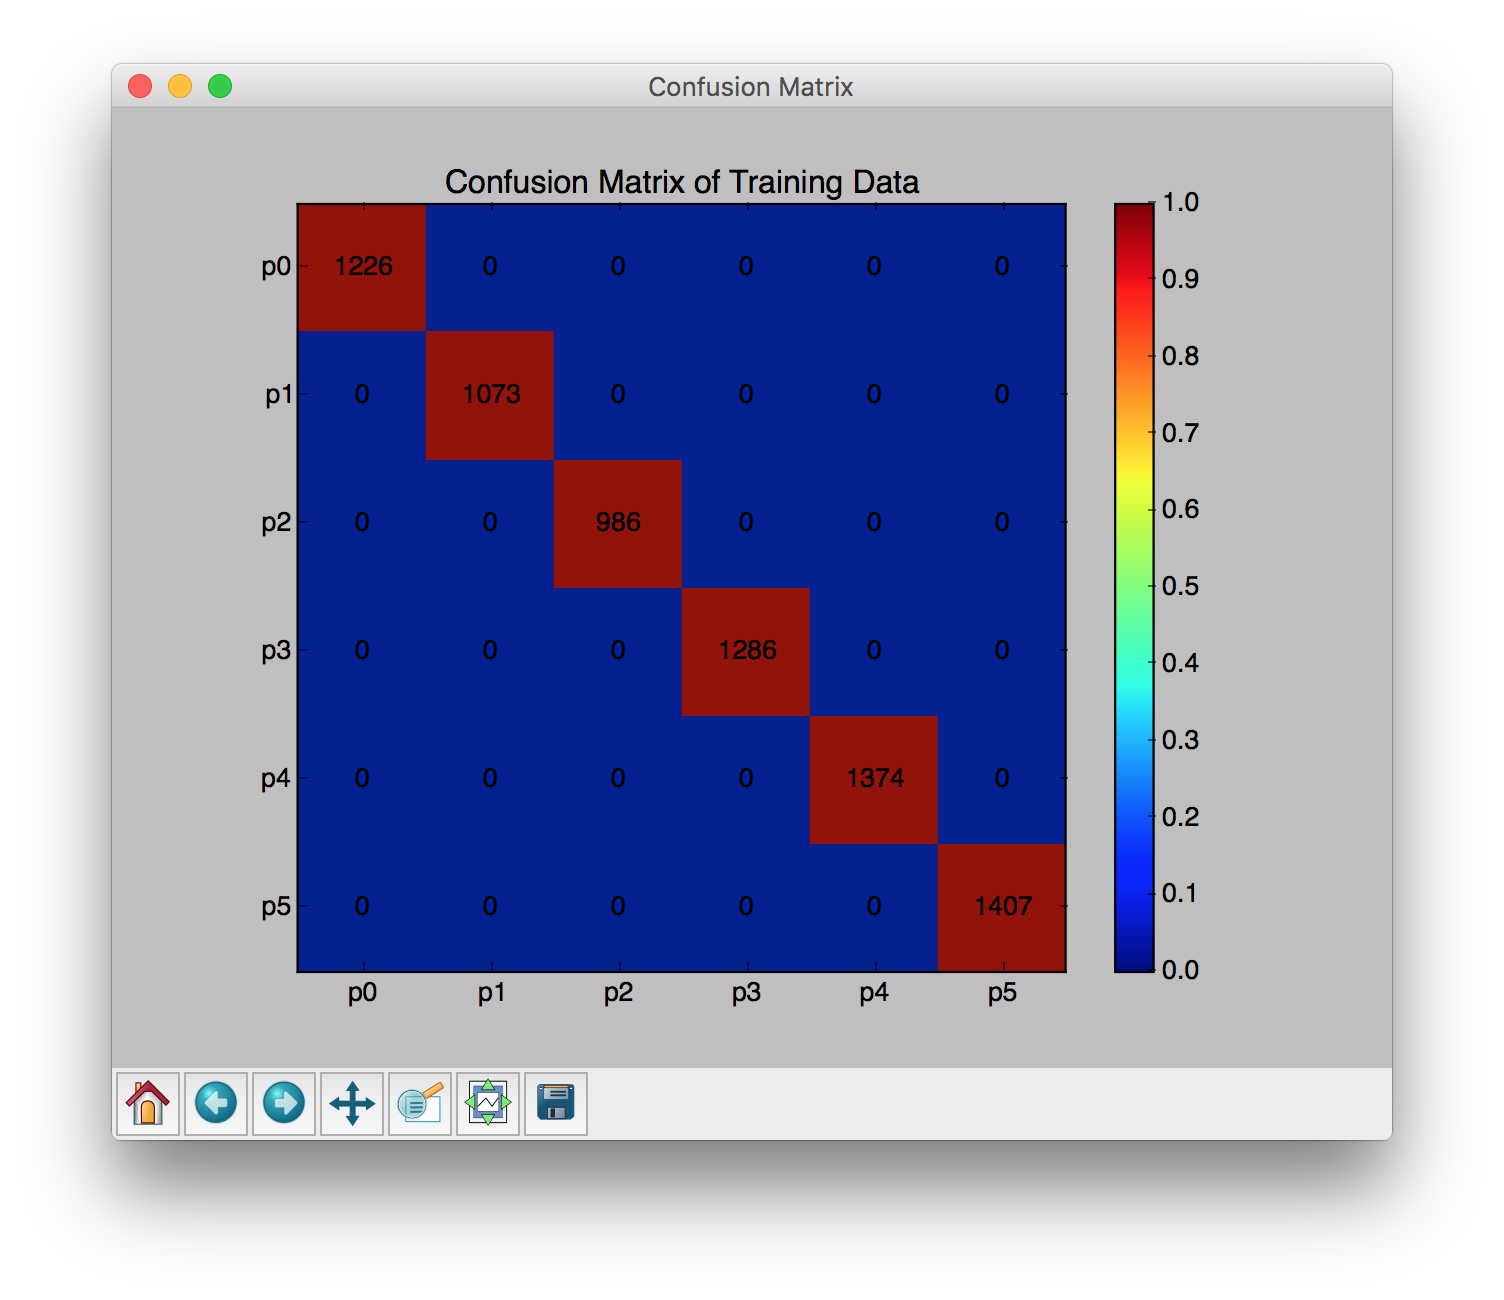 Confusion Matrix
Confusion Matrix of Training Data
p0 1226 0 0 0 0 0
p1 0 1073 0 0 0 0
p2 0 0 986 0 0 0
p3 0 0 0 1286 0 0
p4 0 0 0 0 1374 0
p5 0 0 0 0 0 1407
p0 p1 p2 p3 p4 p5
1.0
0.9
0.8
0.7
0.6
0.5
0.4
0.3
0.2
0.1
0.0